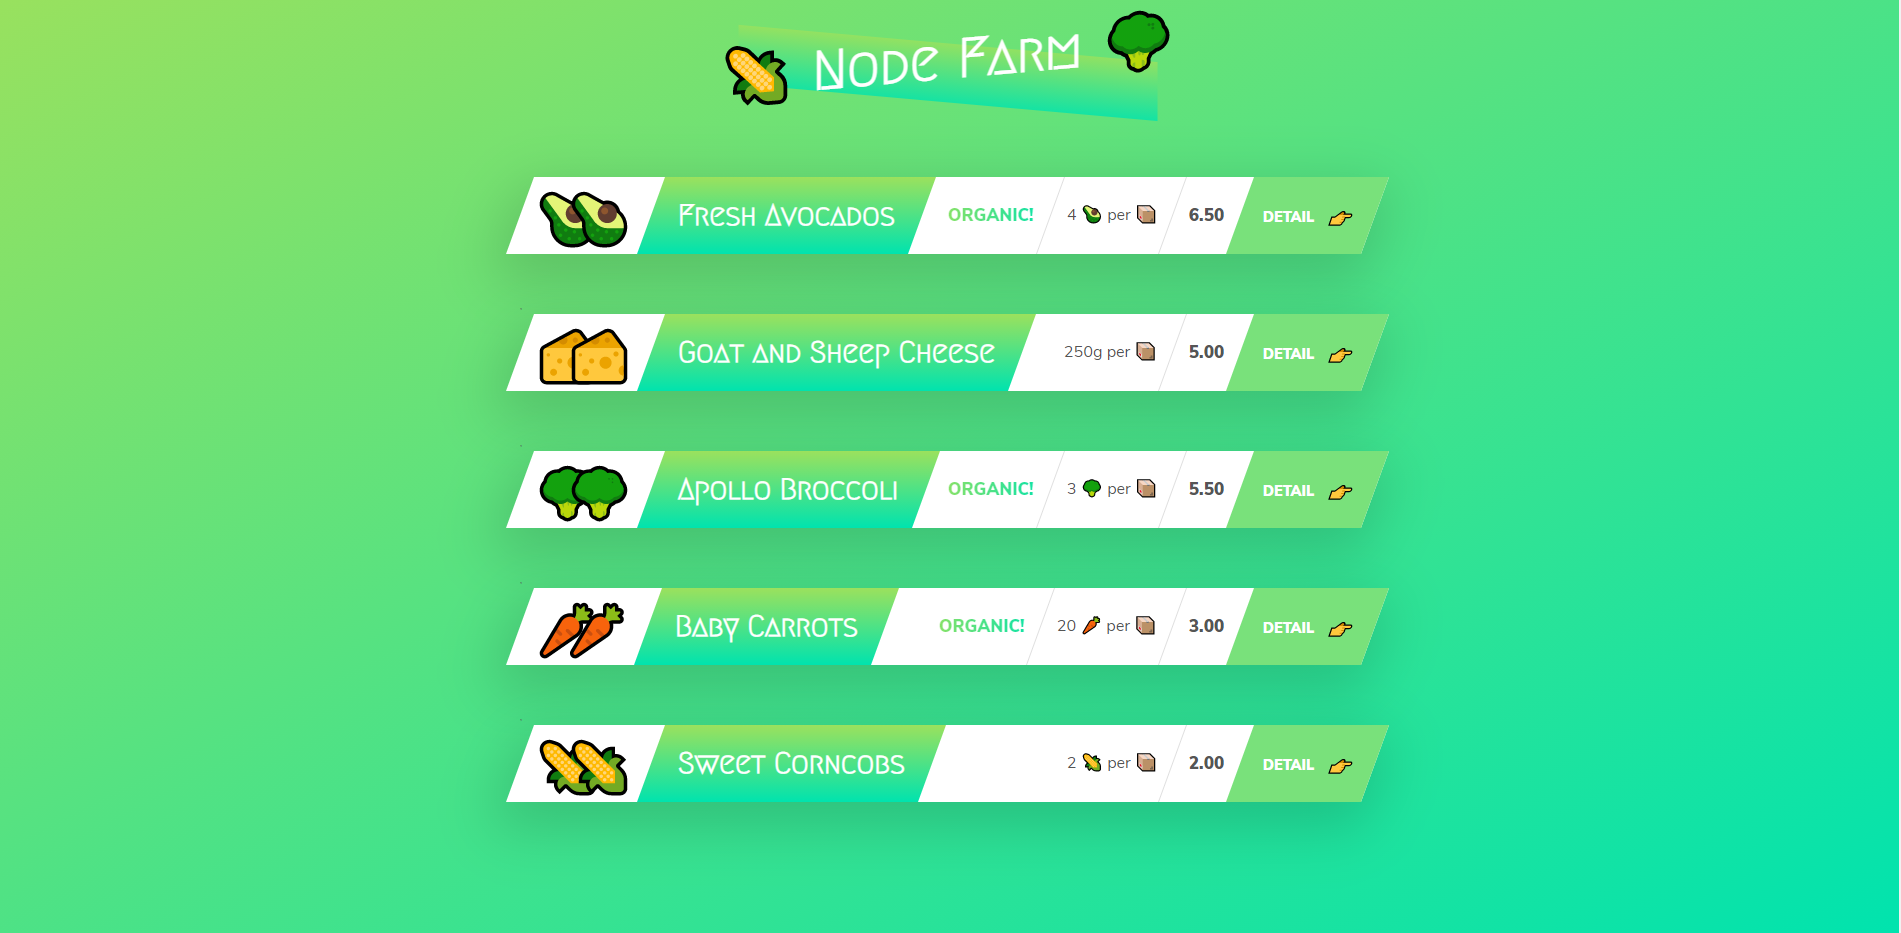 Node Farm
Fresh Avocados ORGANIC! 4 🥑 per 📦 6.50 DETAIL 👉
Goat and Sheep Cheese 250g per 📦 5.00 DETAIL 👉
Apollo Broccoli ORGANIC! 3 🥦 per 📦 5.50 DETAIL 👉
Baby Carrots ORGANIC! 20 🥕 per 📦 3.00 DETAIL 👉
Sweet Corncobs 2 🌽 per 📦 2.00 DETAIL 👉